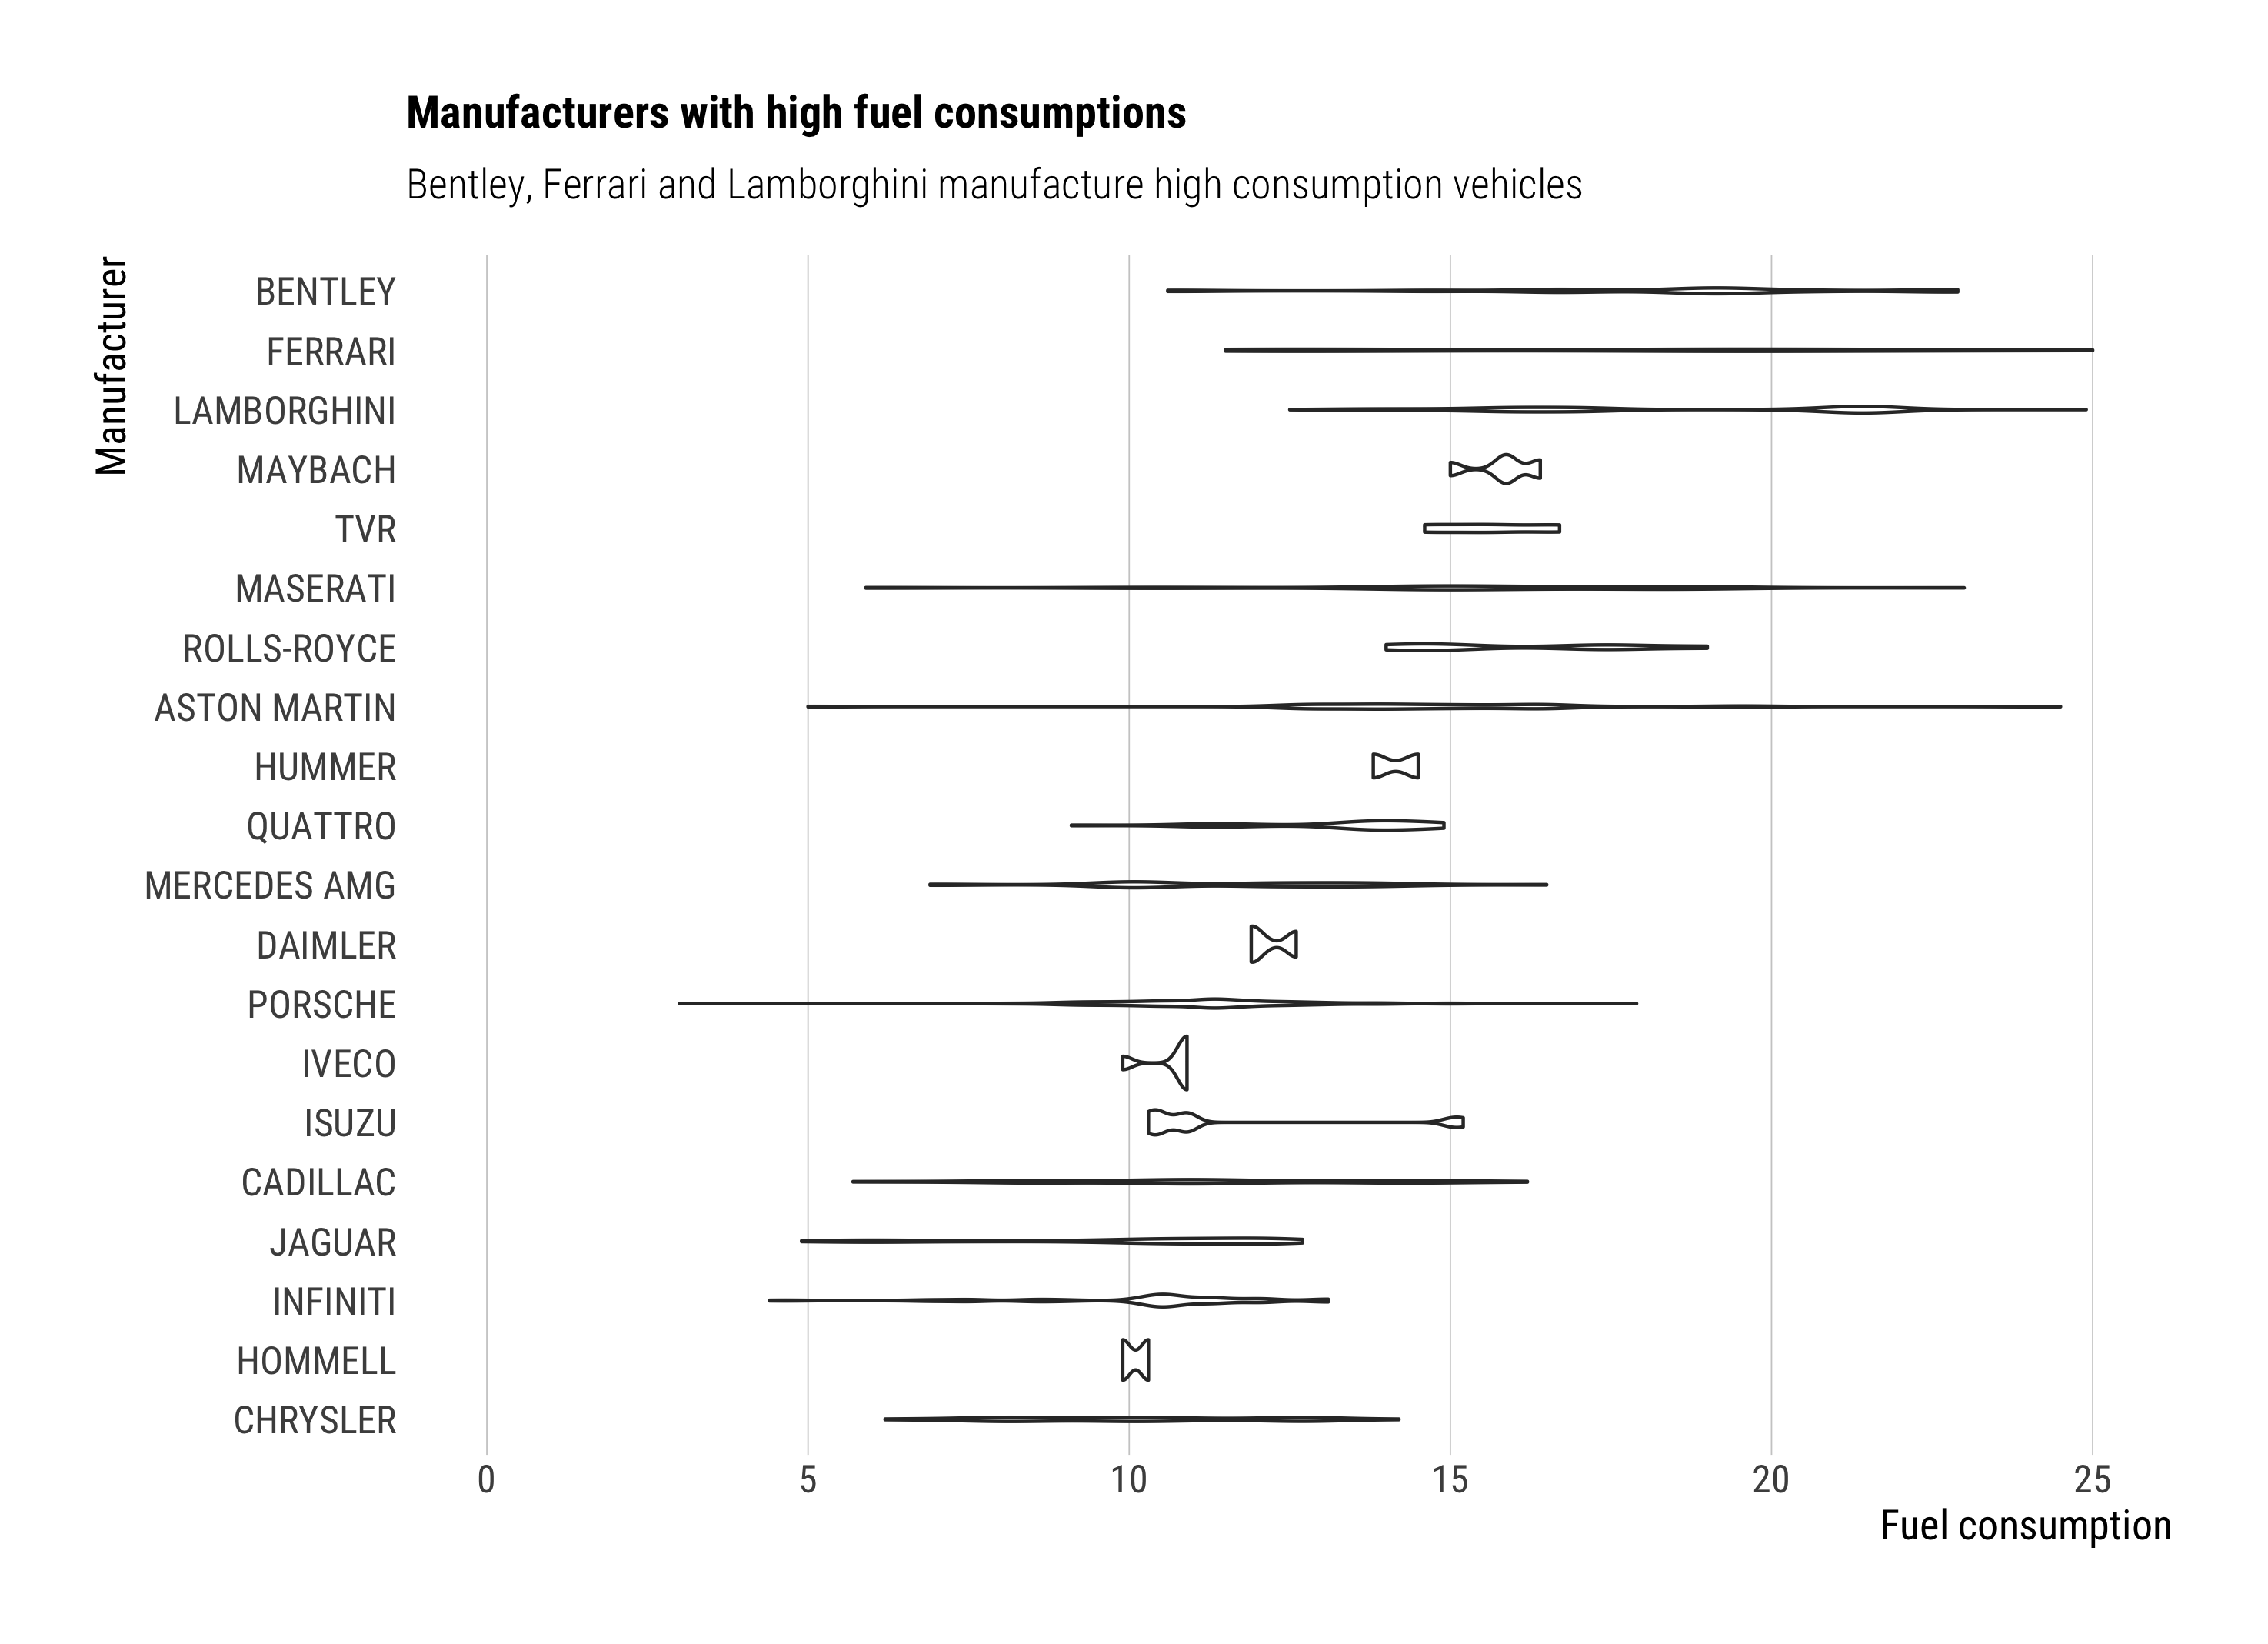 Manufacturers with high fuel consumptions
Bentley, Ferrari and Lamborghini manufacture high consumption vehicles
Manufacturer
BENTLEY
FERRARI
LAMBORGHINI
MAYBACH
TVR
MASERATI
ROLLS-ROYCE
ASTON MARTIN
HUMMER
QUATTRO
MERCEDES AMG
DAIMLER
PORSCHE
IVECO
ISUZU
CADILLAC
JAGUAR
INFINITI
HOMMELL
CHRYSLER
0 5 10 15 20 25
Fuel consumption